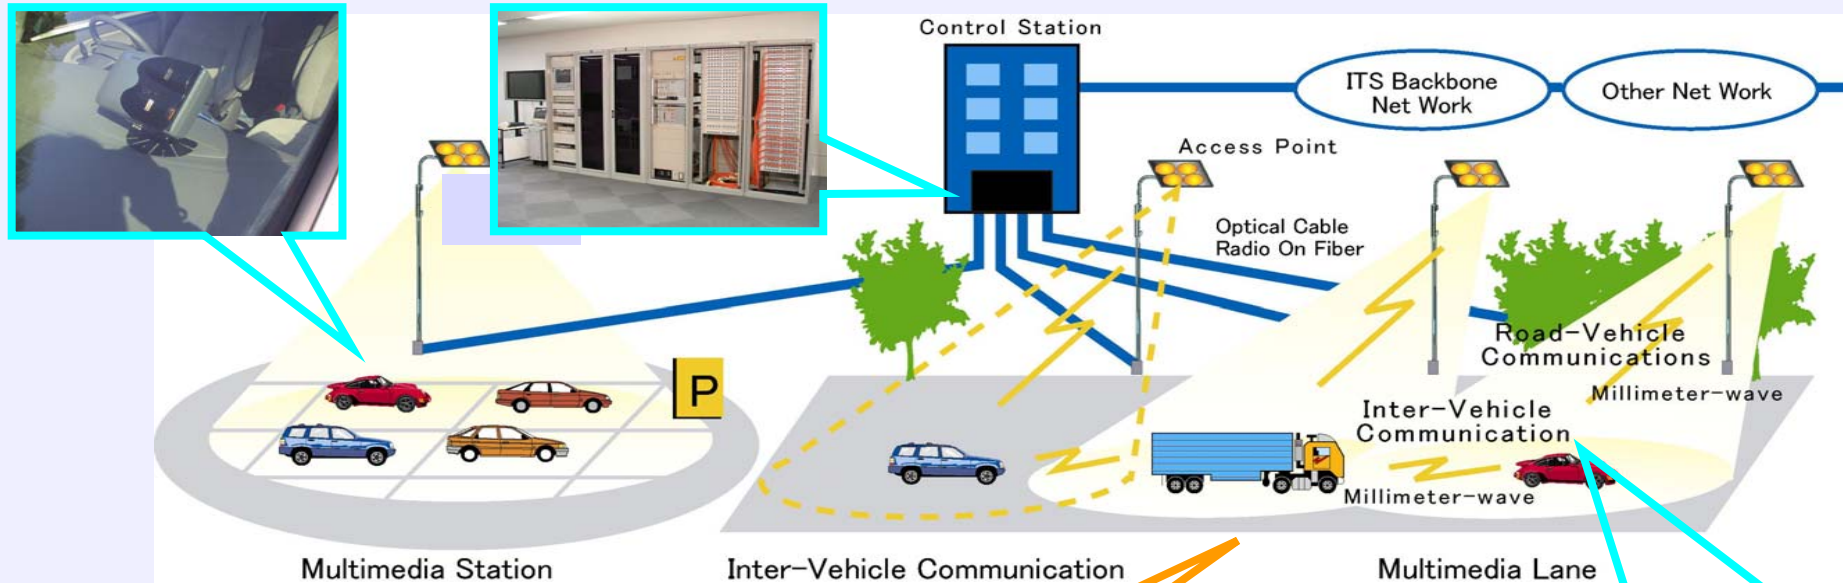 Control Station
ITS Backbone
Net Work
Other Net Work
Access Point
Optical Cable
Radio On Fiber
Road-Vehicle
Communications
Millimeter-wave
P
Inter-Vehicle
Communication
Millimeter-wave
Multimedia Station
Inter-Vehicle Communication
Multimedia Lane